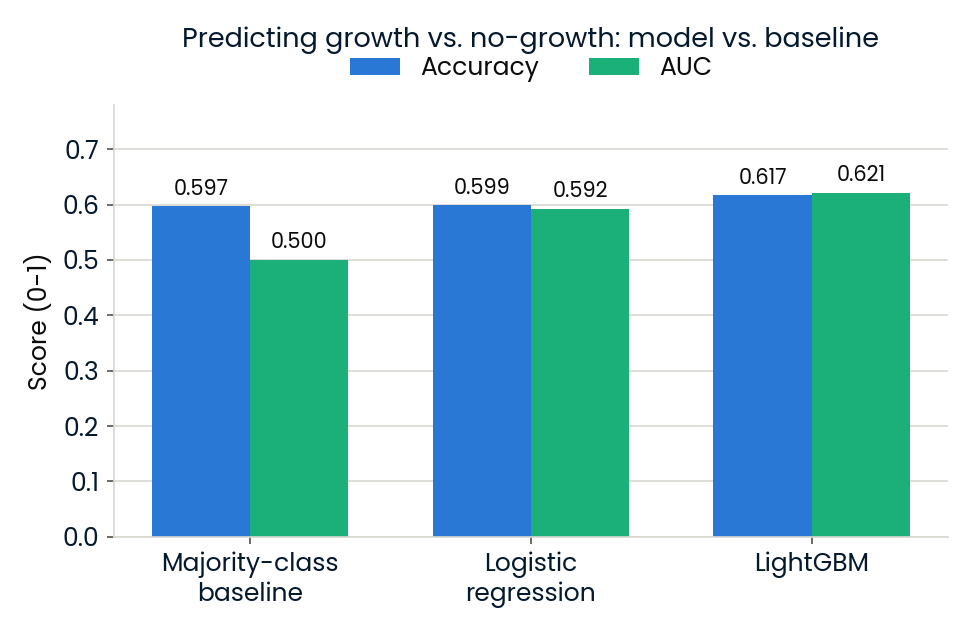 Predicting growth vs. no-growth: model vs. baseline
Accuracy AUC
Score (0-1)
0.7
0.6
0.5
0.4
0.3
0.2
0.1
0.0
0.597
0.500
0.599
0.592
0.617
0.621
Majority-class
baseline
Logistic
regression
LightGBM